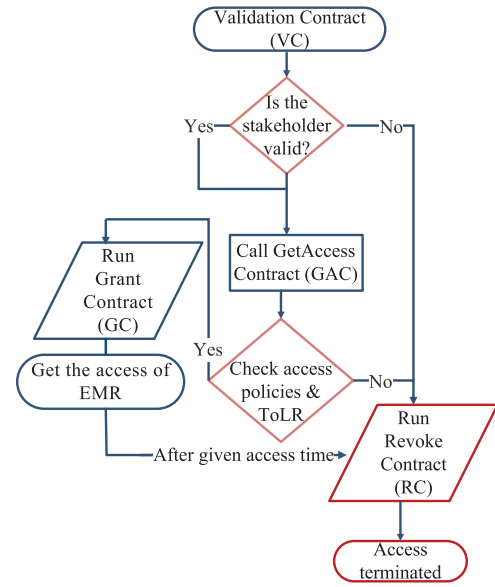 Validation Contract
(VC)
Is the
stakeholder
valid?
Yes
No
Call GetAccess
Contract (GAC)
Run
Grant
Contract
(GC)
Yes
Check access
policies &
ToLR
No
Get the access of
EMR
After given access time
Run
Revoke
Contract
(RC)
Access
terminated